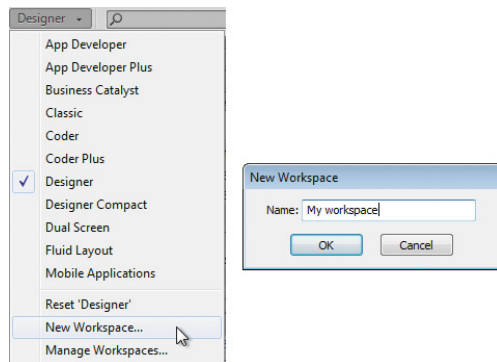 Designer
App Developer
App Developer Plus
Business Catalyst
Classic
Coder
Coder Plus
Designer
Designer Compact
Dual Screen
Fluid Layout
Mobile Applications
Reset 'Designer'
New Workspace...
Manage Workspaces...
New Workspace
Name: My workspace
OK Cancel